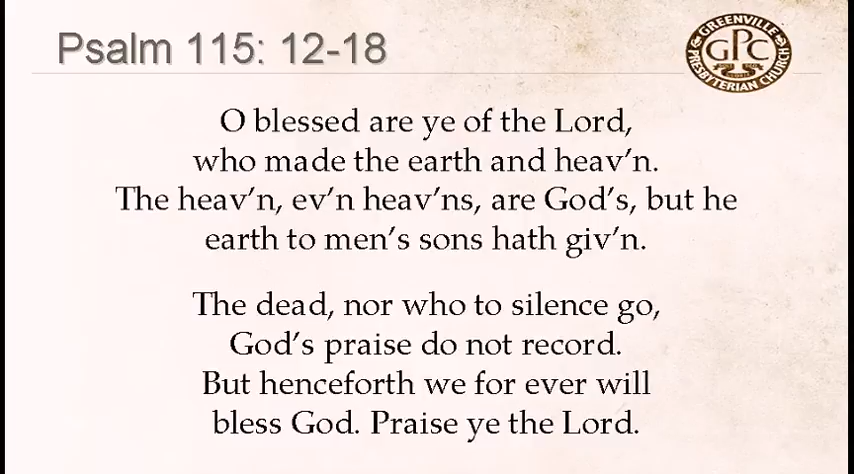 Psalm 115: 12-18
GREENVILLE
GPC
PRESBYTERIAN CHURCH
O blessed are ye of the Lord,
who made the earth and heav’n.
The heav’n, ev’n heav’ns, are God’s, but he
earth to men’s sons hath giv’n.
The dead, nor who to silence go,
God’s praise do not record.
But henceforth we for ever will
bless God. Praise ye the Lord.